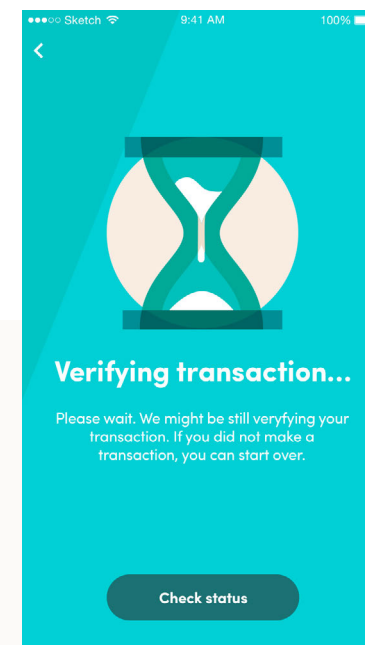 Sketch 9:41 AM 100%
Verifying transaction...
Please wait. We might be still veryfying your
transaction. If you did not make a
transaction, you can start over.
Check status